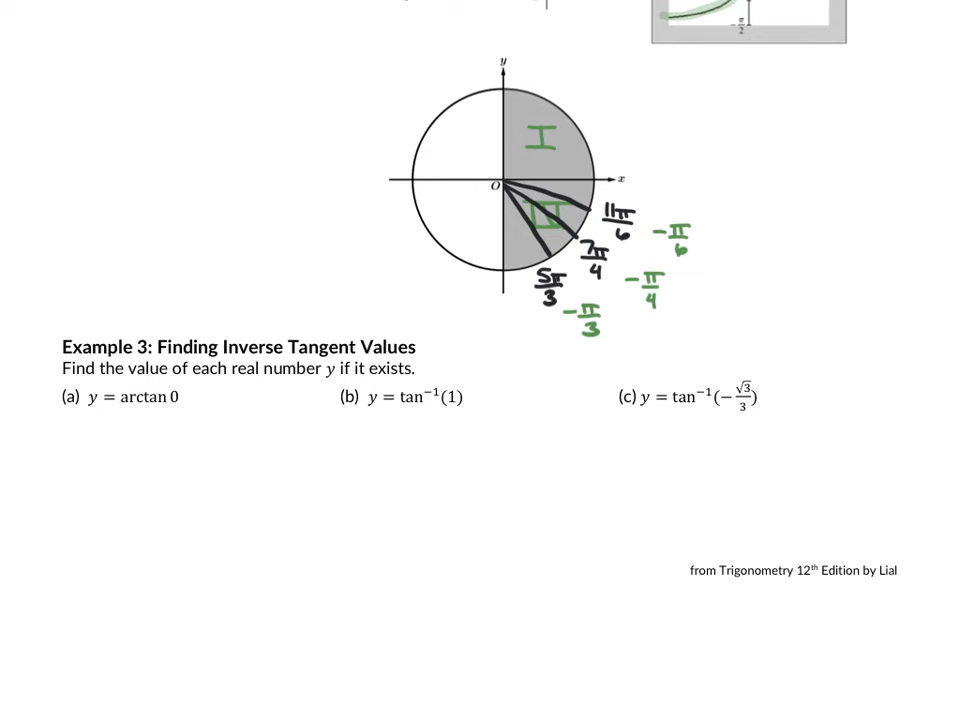 -π/2
y
I
O
x
IV
11π/6
-π/6
7π/4
5π/3
-π/4
-π/3
Example 3: Finding Inverse Tangent Values
Find the value of each real number y if it exists.
(a) y = arctan 0
(b) y = tan⁻¹(1)
(c) y = tan⁻¹(−√3/3)
from Trigonometry 12th Edition by Lial